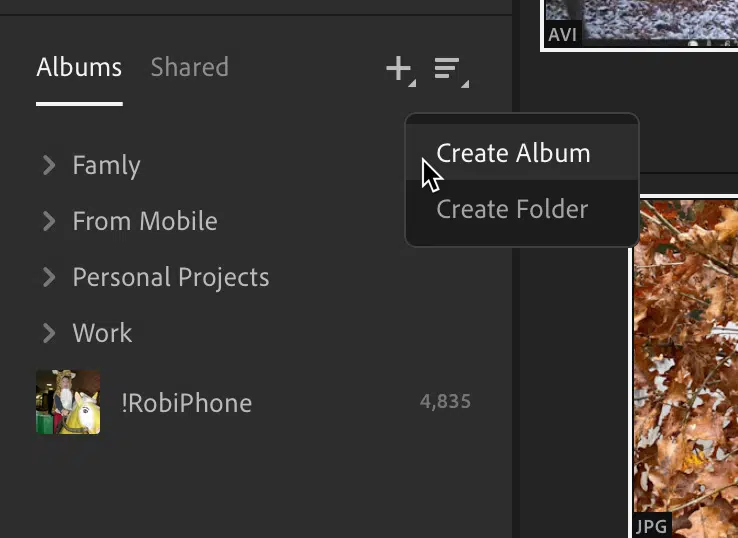 AVI
Albums Shared
Create Album
Famly
Create Folder
From Mobile
Personal Projects
Work
!RobiPhone 4,835
JPG